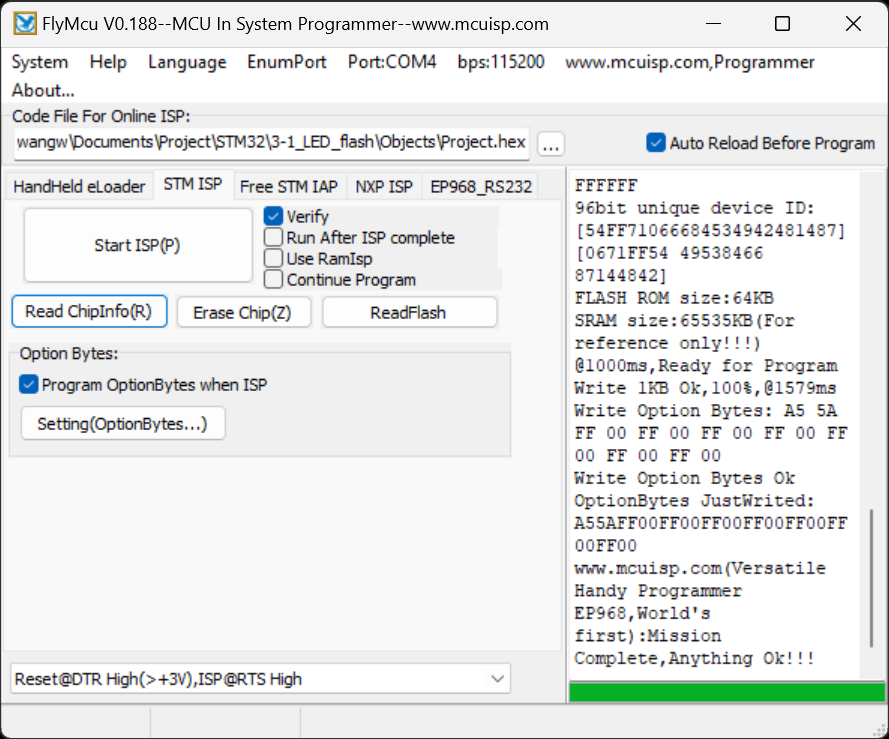 FlyMcu V0.188--MCU In System Programmer--www.mcuisp.com
System Help Language EnumPort Port:COM4 bps:115200 www.mcuisp.com,Programmer
About...
Code File For Online ISP:
wangw\Documents\Project\STM32\3-1_LED_flash\Objects\Project.hex ... Auto Reload Before Program
HandHeld eLoader STM ISP Free STM IAP NXP ISP EP968_RS232
Start ISP(P)
Verify
Run After ISP complete
Use RamIsp
Continue Program
Read ChipInfo(R) Erase Chip(Z) ReadFlash
Option Bytes:
Program OptionBytes when ISP
Setting(OptionBytes...)
Reset@DTR High(>+3V),ISP@RTS High
FFFFFF
96bit unique device ID:
[54FF71066684534942481487]
[0671FF54 49538466
87144842]
FLASH ROM size:64KB
SRAM size:65535KB(For
reference only!!!)
@1000ms,Ready for Program
Write 1KB Ok,100%,@1579ms
Write Option Bytes: A5 5A
FF 00 FF 00 FF 00 FF 00 FF
00 FF 00 FF 00
Write Option Bytes Ok
OptionBytes JustWrited:
A55AFF00FF00FF00FF00FF00FF
00FF00
www.mcuisp.com(Versatile
Handy Programmer
EP968,World's
first):Mission
Complete,Anything Ok!!!